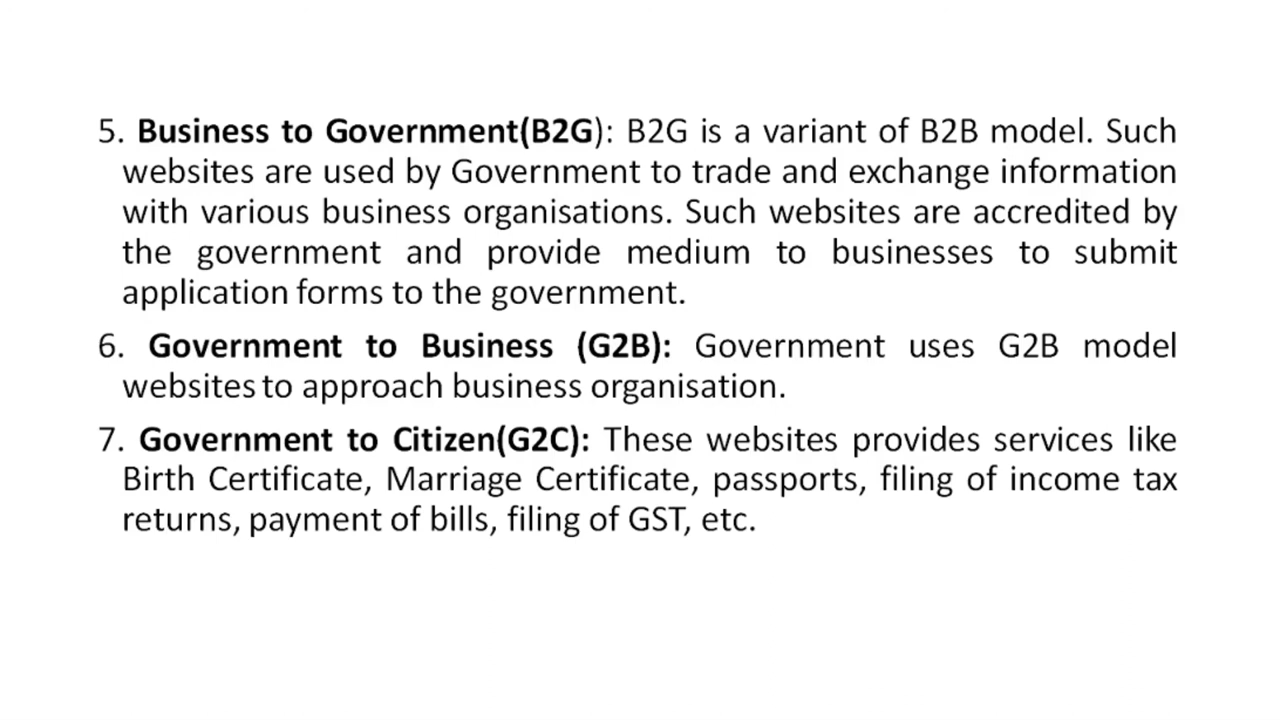 5. Business to Government(B2G): B2G is a variant of B2B model. Such
websites are used by Government to trade and exchange information
with various business organisations. Such websites are accredited by
the government and provide medium to businesses to submit
application forms to the government.
6. Government to Business (G2B): Government uses G2B model
websites to approach business organisation.
7. Government to Citizen(G2C): These websites provides services like
Birth Certificate, Marriage Certificate, passports, filing of income tax
returns, payment of bills, filing of GST, etc.